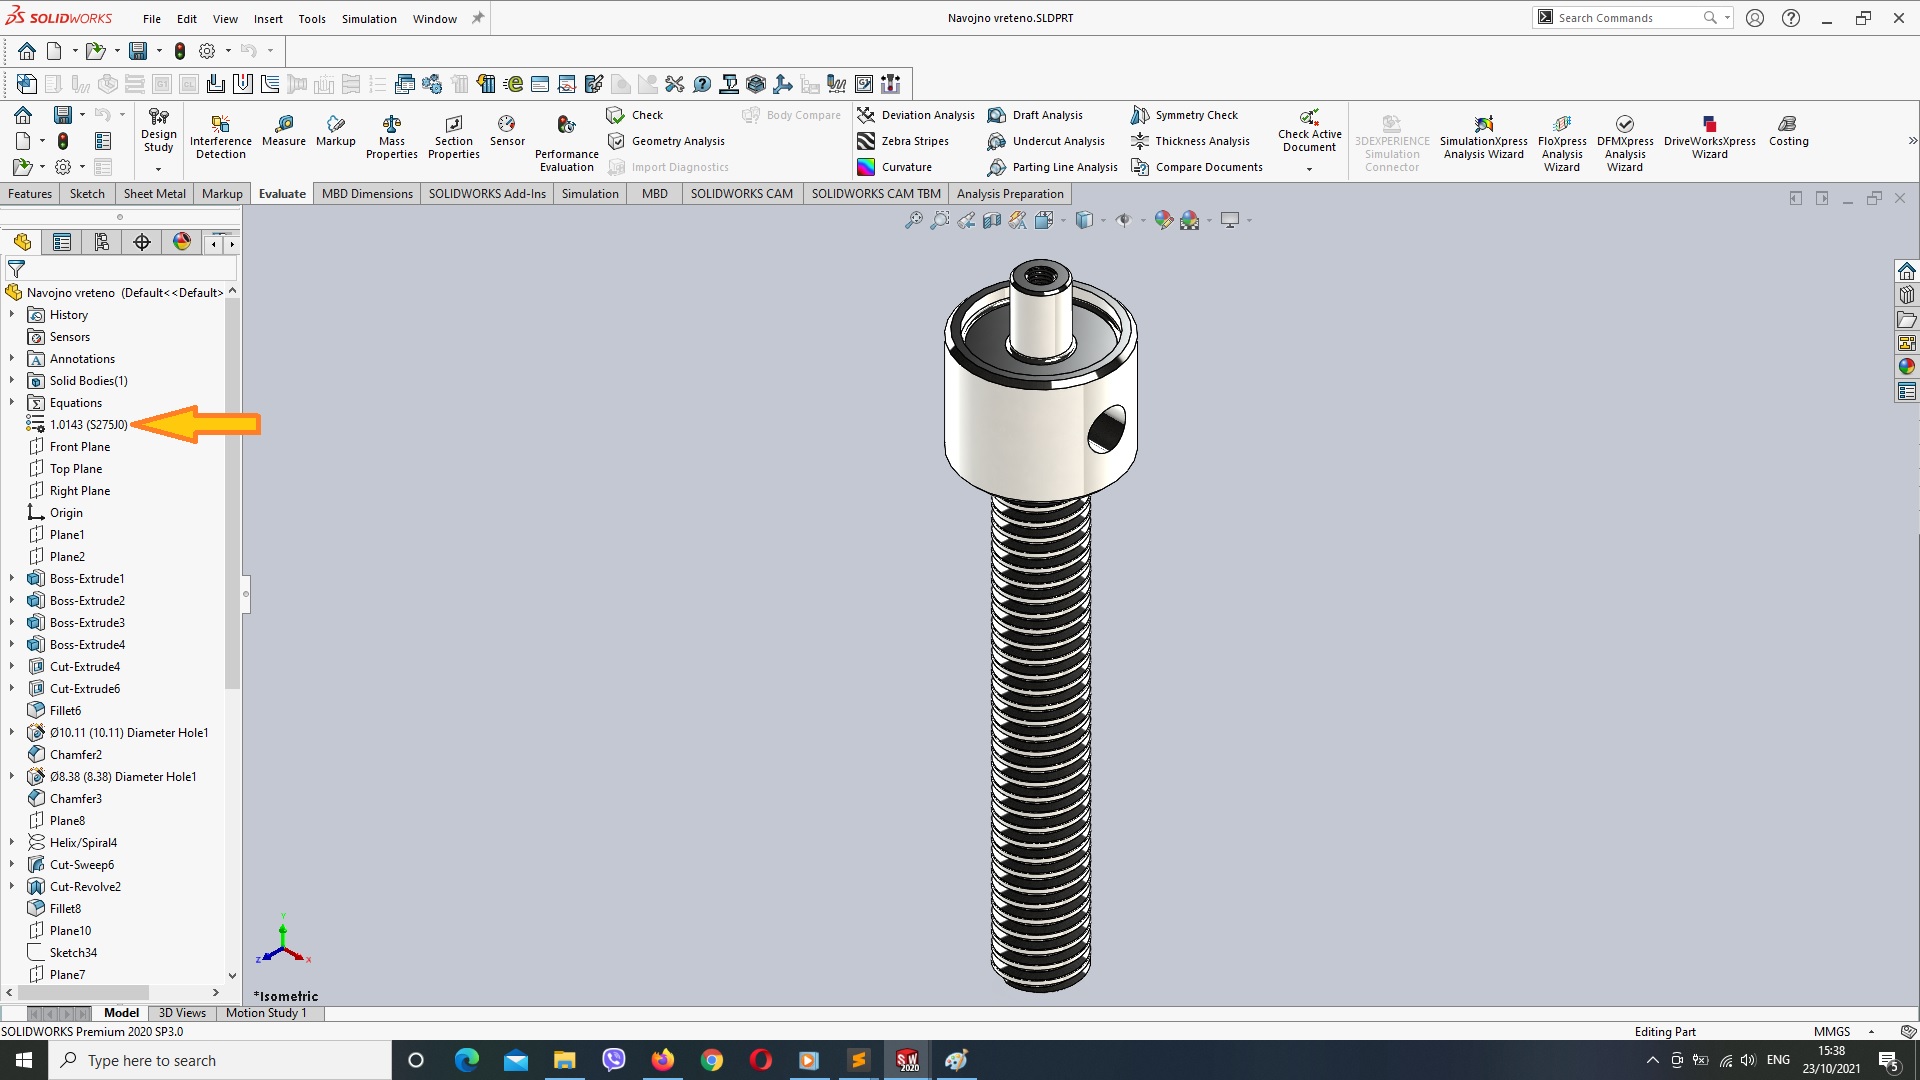 SOLIDWORKS File Edit View Insert Tools Simulation Window Navojno vreteno.SLDPRT Search Commands
Design Study
Interference Detection
Measure
Markup
Mass Properties
Section Properties
Sensor
Performance Evaluation
Check
Geometry Analysis
Import Diagnostics
Body Compare
Deviation Analysis
Zebra Stripes
Curvature
Draft Analysis
Undercut Analysis
Parting Line Analysis
Symmetry Check
Thickness Analysis
Compare Documents
Check Active Document
3DEXPERIENCE Simulation Connector
SimulationXpress Analysis Wizard
FloXpress Analysis Wizard
DFMXpress Analysis Wizard
DriveWorksXpress Wizard
Costing
Features Sketch Sheet Metal Markup Evaluate MBD Dimensions SOLIDWORKS Add-Ins Simulation MBD SOLIDWORKS CAM SOLIDWORKS CAM TBM Analysis Preparation
Navojno vreteno (Default<<Default>
History
Sensors
Annotations
Solid Bodies(1)
Equations
1.0143 (S275J0)
Front Plane
Top Plane
Right Plane
Origin
Plane1
Plane2
Boss-Extrude1
Boss-Extrude2
Boss-Extrude3
Boss-Extrude4
Cut-Extrude4
Cut-Extrude6
Fillet6
Ø10.11 (10.11) Diameter Hole1
Chamfer2
Ø8.38 (8.38) Diameter Hole1
Chamfer3
Plane8
Helix/Spiral4
Cut-Sweep6
Cut-Revolve2
Fillet8
Plane10
Sketch34
Plane7
Y
Z
X
*Isometric
Model 3D Views Motion Study 1
SOLIDWORKS Premium 2020 SP3.0 Editing Part MMGS
Type here to search
SW
2020
ENG
15:38
23/10/2021
5